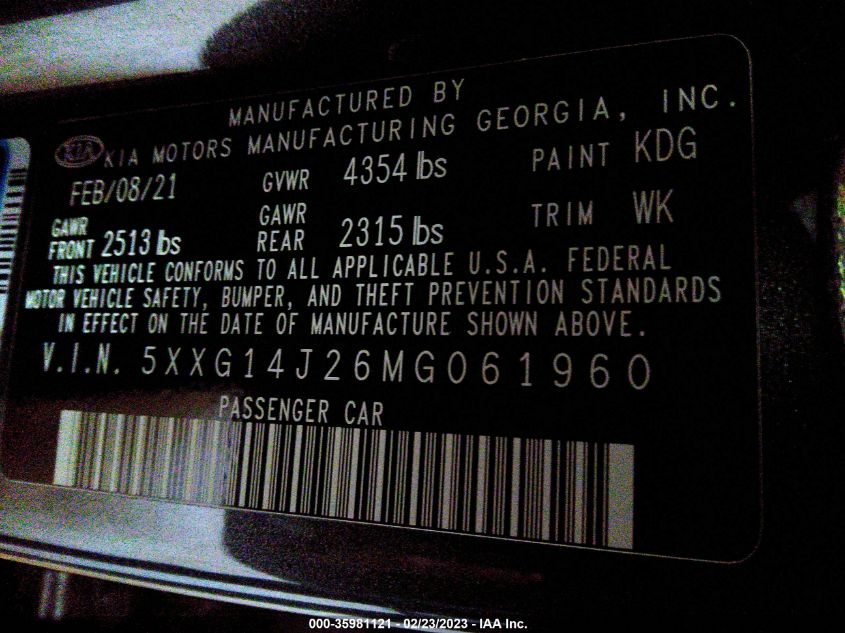 MANUFACTURED BY
KIA KIA MOTORS MANUFACTURING GEORGIA, INC.
FEB/08/21 GVWR 4354 lbs PAINT KDG
GAWR FRONT 2513 lbs GAWR REAR 2315 lbs TRIM WK
THIS VEHICLE CONFORMS TO ALL APPLICABLE U.S.A. FEDERAL
MOTOR VEHICLE SAFETY, BUMPER, AND THEFT PREVENTION STANDARDS
IN EFFECT ON THE DATE OF MANUFACTURE SHOWN ABOVE.
V.I.N. 5XXG14J26MG061960
PASSENGER CAR
000-35981121 - 02/23/2023 - IAA Inc.